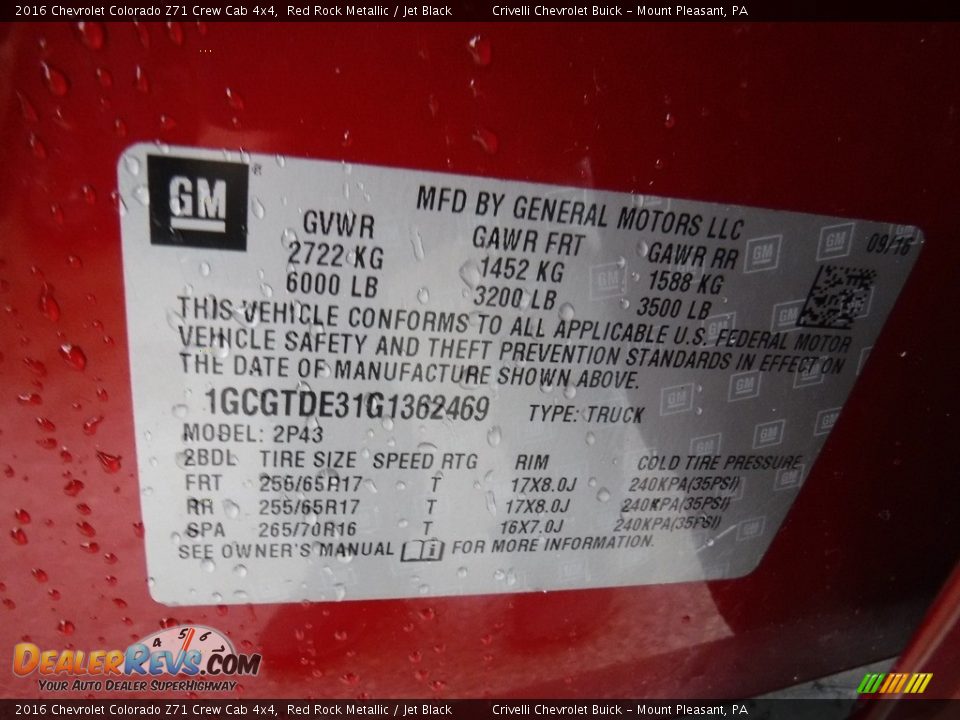 2016 Chevrolet Colorado Z71 Crew Cab 4x4, Red Rock Metallic / Jet Black Crivelli Chevrolet Buick - Mount Pleasant, PA
GM
MFD BY GENERAL MOTORS LLC
09/16
GVWR GAWR FRT GAWR RR
2722 KG 1452 KG 1588 KG
6000 LB 3200 LB 3500 LB
THIS VEHICLE CONFORMS TO ALL APPLICABLE U.S. FEDERAL MOTOR
VEHICLE SAFETY AND THEFT PREVENTION STANDARDS IN EFFECT ON
THE DATE OF MANUFACTURE SHOWN ABOVE.
1GCGTDE31G1362469 TYPE: TRUCK
MODEL: 2P43
2BDL TIRE SIZE SPEED RTG RIM COLD TIRE PRESSURE
FRT 255/65R17 T 17X8.0J 240KPA(35PSI)
RR 255/65R17 T 17X8.0J 240KPA(35PSI)
SPA 265/70R16 T 16X7.0J 240KPA(35PSI)
SEE OWNER'S MANUAL i FOR MORE INFORMATION.
4 5 6
DEALERREVS.COM
YOUR AUTO DEALER SUPERHIGHWAY
2016 Chevrolet Colorado Z71 Crew Cab 4x4, Red Rock Metallic / Jet Black Crivelli Chevrolet Buick - Mount Pleasant, PA